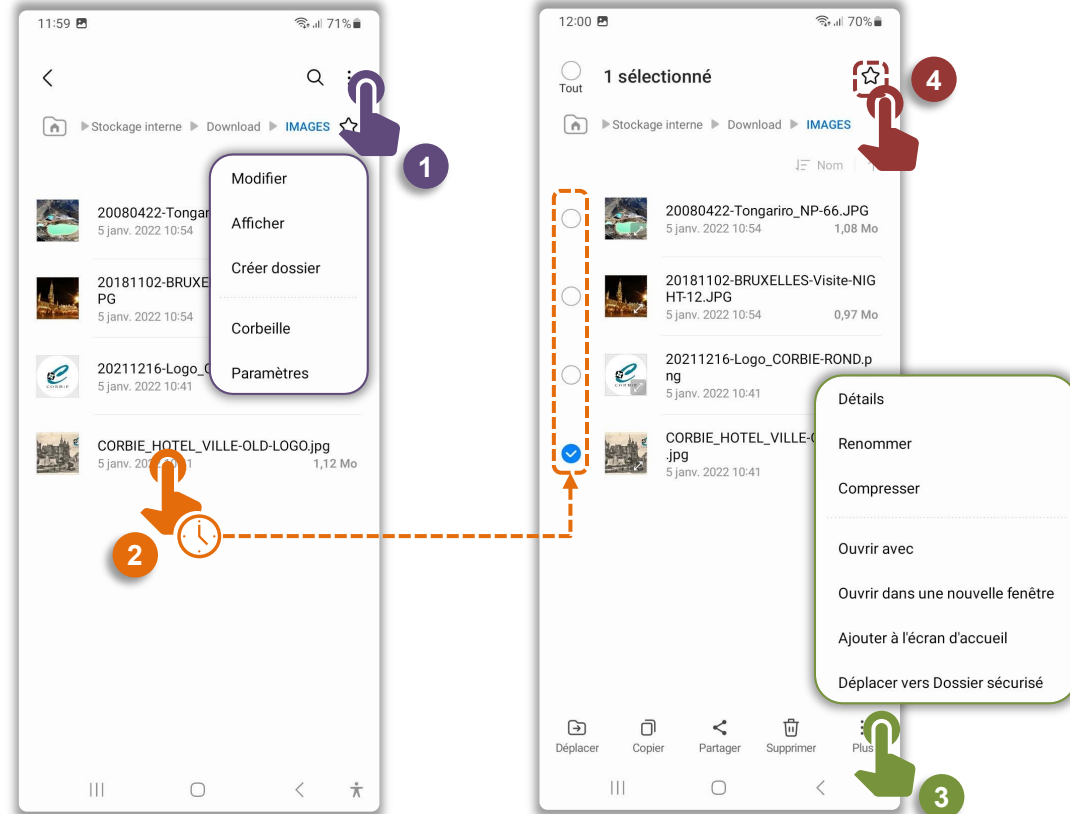 11:59
71%
Stockage interne Download IMAGES
1
Modifier
Afficher
Créer dossier
Corbeille
Paramètres
20080422-Tongar
5 janv. 2022 10:54
20181102-BRUXE
PG
5 janv. 2022 10:54
20211216-Logo_
5 janv. 2022 10:41
CORBIE_HOTEL_VILLE-OLD-LOGO.jpg
5 janv. 1,12 Mo
2
12:00
70%
Tout
1 sélectionné
4
Stockage interne Download IMAGES
Nom
20080422-Tongariro_NP-66.JPG
5 janv. 2022 10:54 1,08 Mo
20181102-BRUXELLES-Visite-NIG
HT-12.JPG
5 janv. 2022 10:54 0,97 Mo
20211216-Logo_CORBIE-ROND.p
ng
5 janv. 2022 10:41
CORBIE_HOTEL_VILLE-
.jpg
5 janv. 2022 10:41
Détails
Renommer
Compresser
Ouvrir avec
Ouvrir dans une nouvelle fenêtre
Ajouter à l'écran d'accueil
Déplacer vers Dossier sécurisé
Déplacer
Copier
Partager
Supprimer
Plus
3